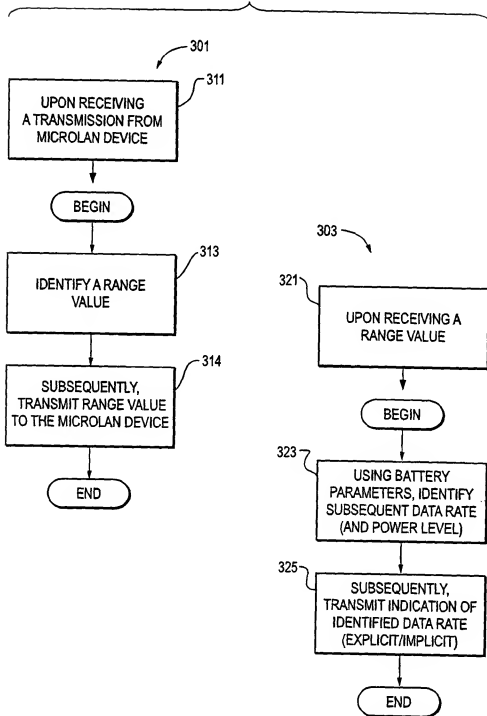 301
311
UPON RECEIVING
A TRANSMISSION FROM
MICROLAN DEVICE
BEGIN
313
IDENTIFY A RANGE
VALUE
314
SUBSEQUENTLY,
TRANSMIT RANGE VALUE
TO THE MICROLAN DEVICE
END
303
321
UPON RECEIVING A
RANGE VALUE
BEGIN
323
USING BATTERY
PARAMETERS, IDENTIFY
SUBSEQUENT DATA RATE
(AND POWER LEVEL)
325
SUBSEQUENTLY,
TRANSMIT INDICATION OF
IDENTIFIED DATA RATE
(EXPLICIT/IMPLICIT)
END